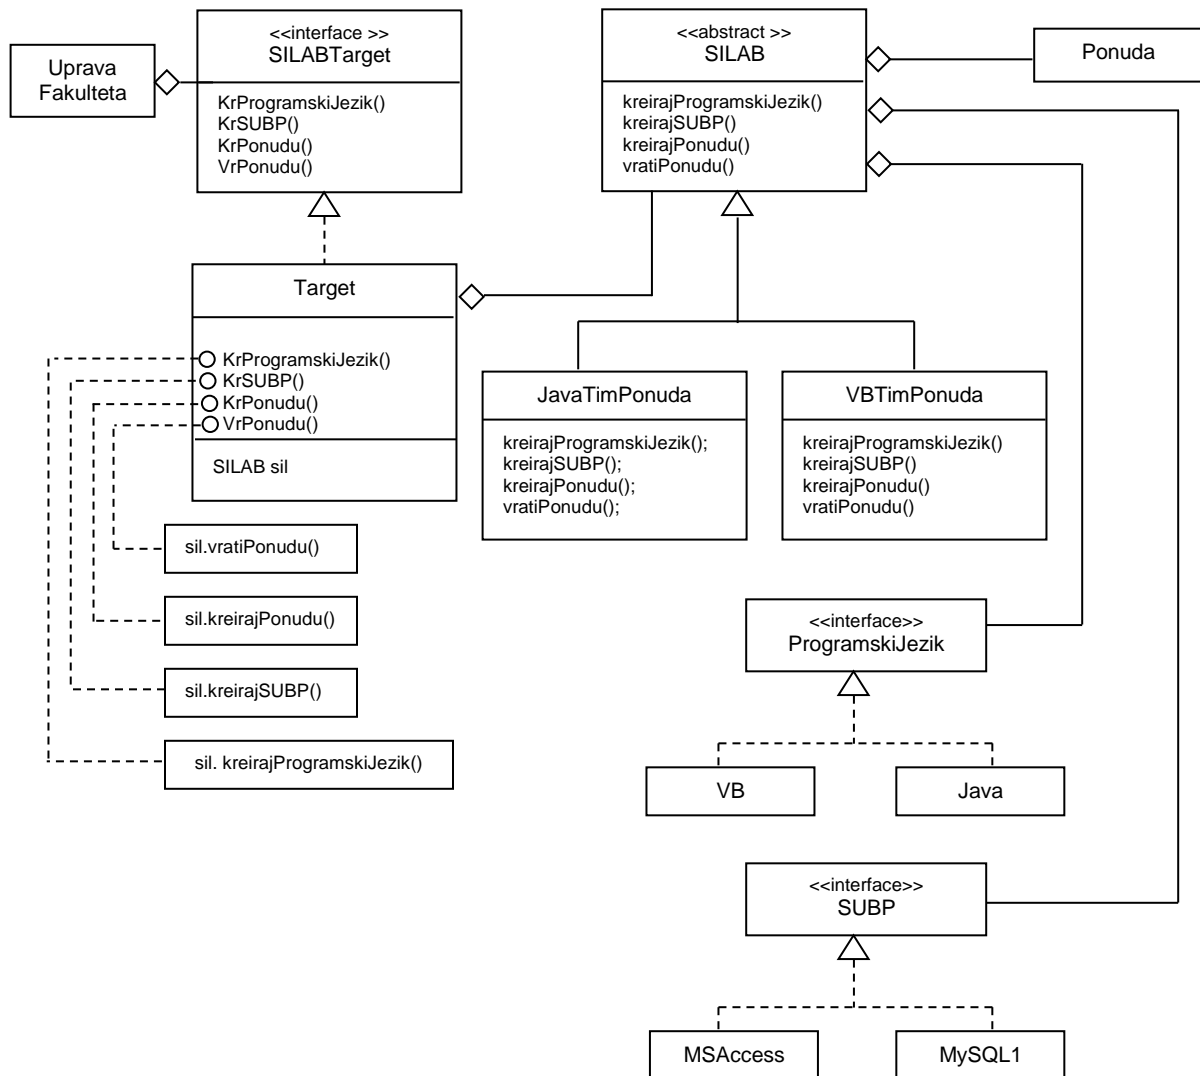 Uprava
Fakulteta
<<interface >>
SILABTarget
KrProgramskiJezik()
KrSUBP()
KrPonudu()
VrPonudu()
<<abstract >>
SILAB
kreirajProgramskiJezik()
kreirajSUBP()
kreirajPonudu()
vratiPonudu()
Ponuda
Target
KrProgramskiJezik()
KrSUBP()
KrPonudu()
VrPonudu()
SILAB sil
JavaTimPonuda
kreirajProgramskiJezik();
kreirajSUBP();
kreirajPonudu();
vratiPonudu();
VBTimPonuda
kreirajProgramskiJezik()
kreirajSUBP()
kreirajPonudu()
vratiPonudu()
sil.vratiPonudu()
sil.kreirajPonudu()
sil.kreirajSUBP()
sil. kreirajProgramskiJezik()
<<interface>>
ProgramskiJezik
VB
Java
<<interface>>
SUBP
MSAccess
MySQL1